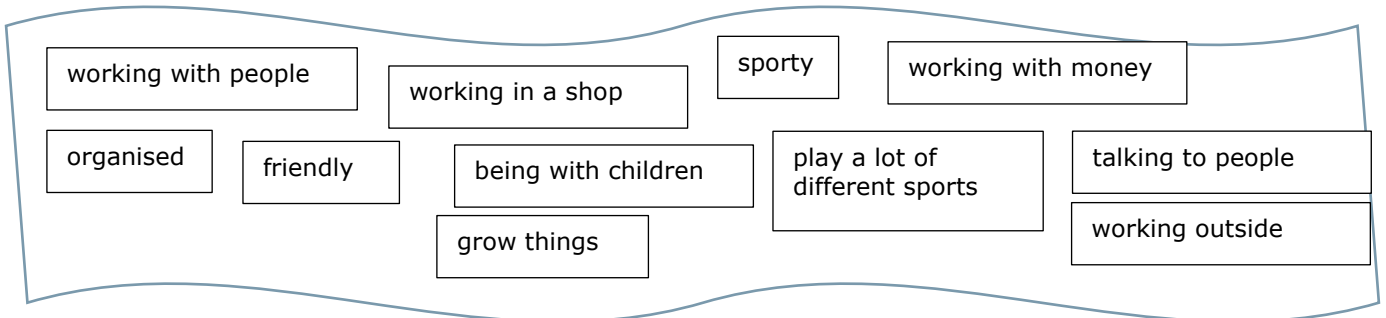 working with people
working in a shop
sporty
working with money
organised
friendly
being with children
play a lot of
different sports
talking to people
grow things
working outside